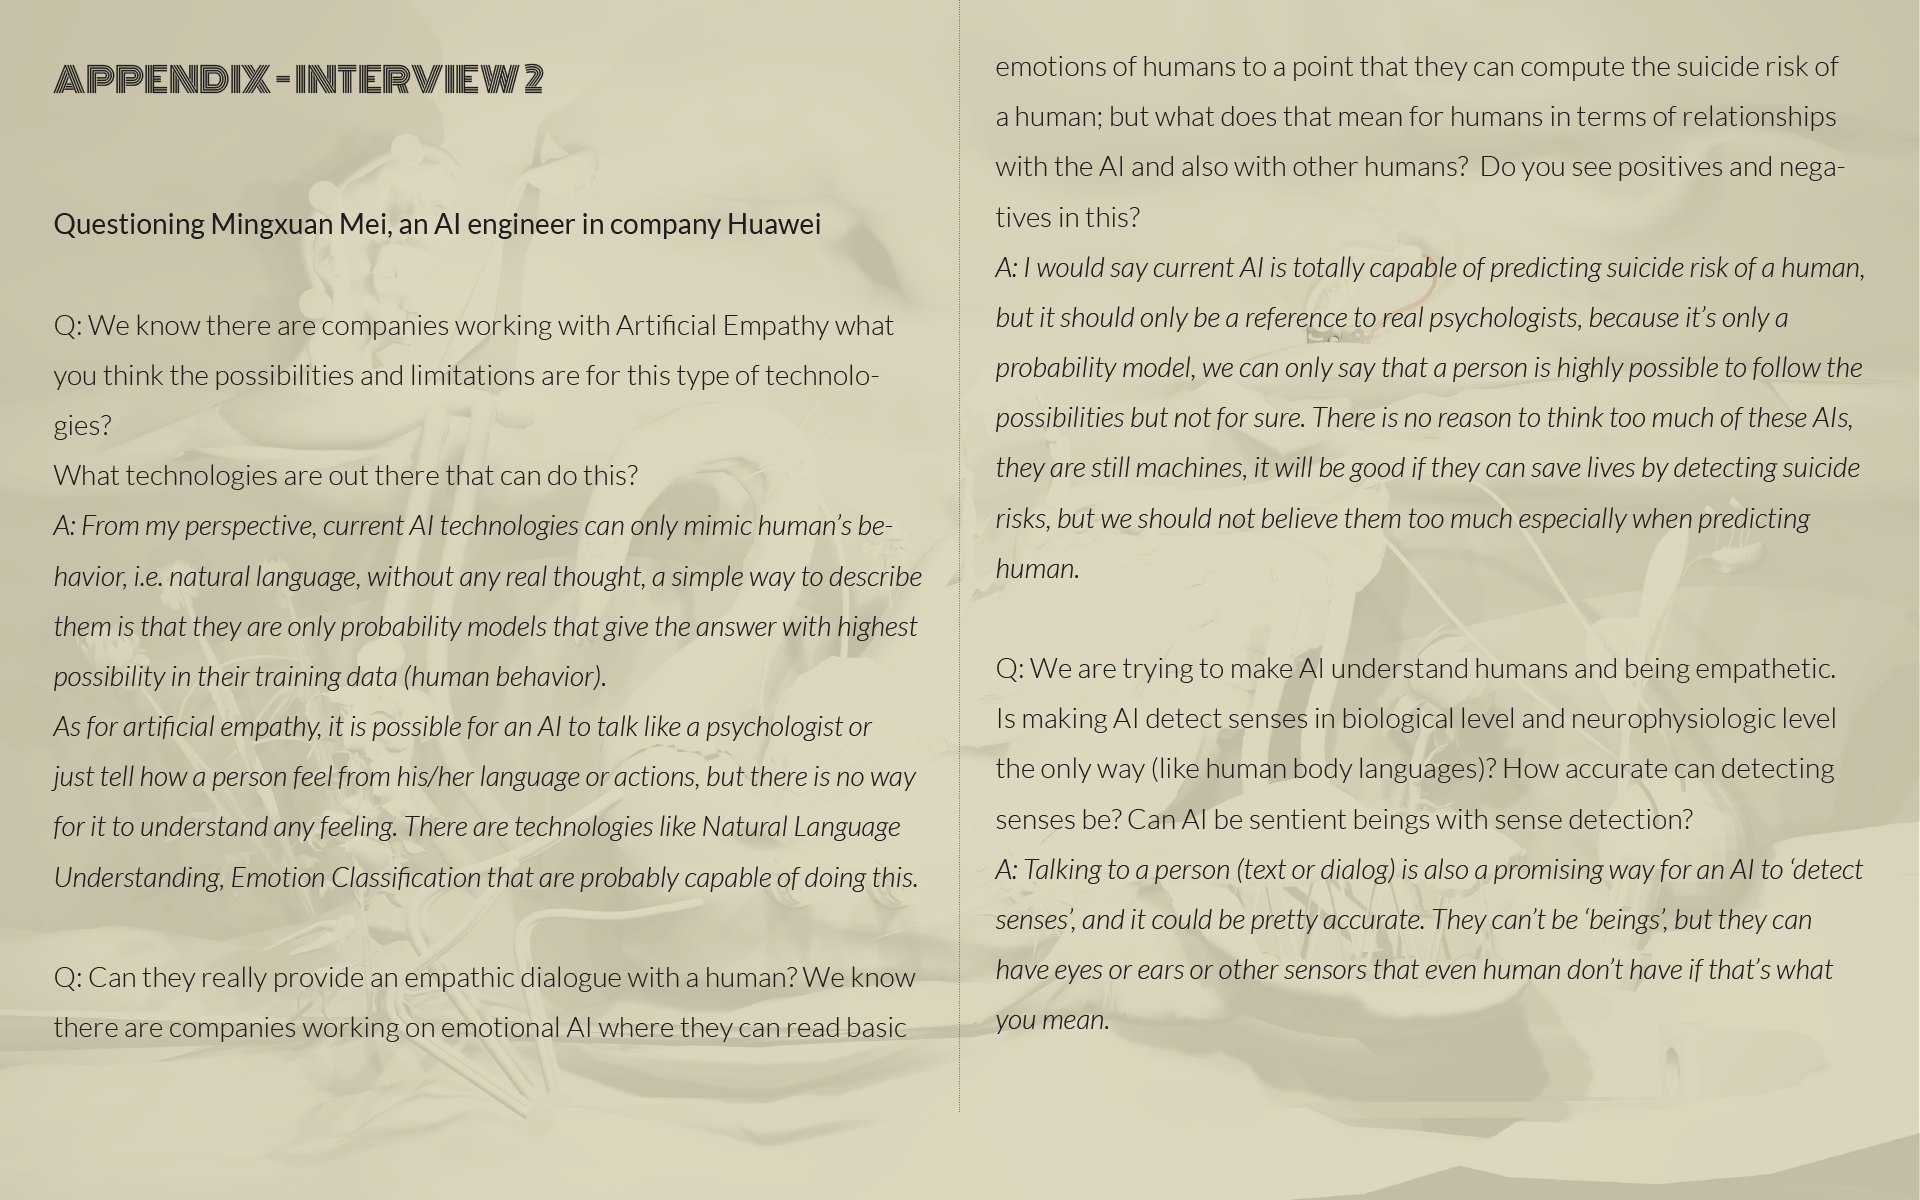 APPENDIX - INTERVIEW 2
Questioning Mingxuan Mei, an AI engineer in company Huawei
Q: We know there are companies working with Artificial Empathy what
you think the possibilities and limitations are for this type of technolo-
gies?
What technologies are out there that can do this?
A: From my perspective, current AI technologies can only mimic human’s be-
havior, i.e. natural language, without any real thought, a simple way to describe
them is that they are only probability models that give the answer with highest
possibility in their training data (human behavior).
As for artificial empathy, it is possible for an AI to talk like a psychologist or
just tell how a person feel from his/her language or actions, but there is no way
for it to understand any feeling. There are technologies like Natural Language
Understanding, Emotion Classification that are probably capable of doing this.
Q: Can they really provide an empathic dialogue with a human? We know
there are companies working on emotional AI where they can read basic
emotions of humans to a point that they can compute the suicide risk of
a human; but what does that mean for humans in terms of relationships
with the AI and also with other humans?  Do you see positives and nega-
tives in this?
A: I would say current AI is totally capable of predicting suicide risk of a human,
but it should only be a reference to real psychologists, because it’s only a
probability model, we can only say that a person is highly possible to follow the
possibilities but not for sure. There is no reason to think too much of these AIs,
they are still machines, it will be good if they can save lives by detecting suicide
risks, but we should not believe them too much especially when predicting
human.
Q: We are trying to make AI understand humans and being empathetic.
Is making AI detect senses in biological level and neurophysiologic level
the only way (like human body languages)? How accurate can detecting
senses be? Can AI be sentient beings with sense detection?
A: Talking to a person (text or dialog) is also a promising way for an AI to ‘detect
senses’, and it could be pretty accurate. They can’t be ‘beings’, but they can
have eyes or ears or other sensors that even human don’t have if that’s what
you mean.